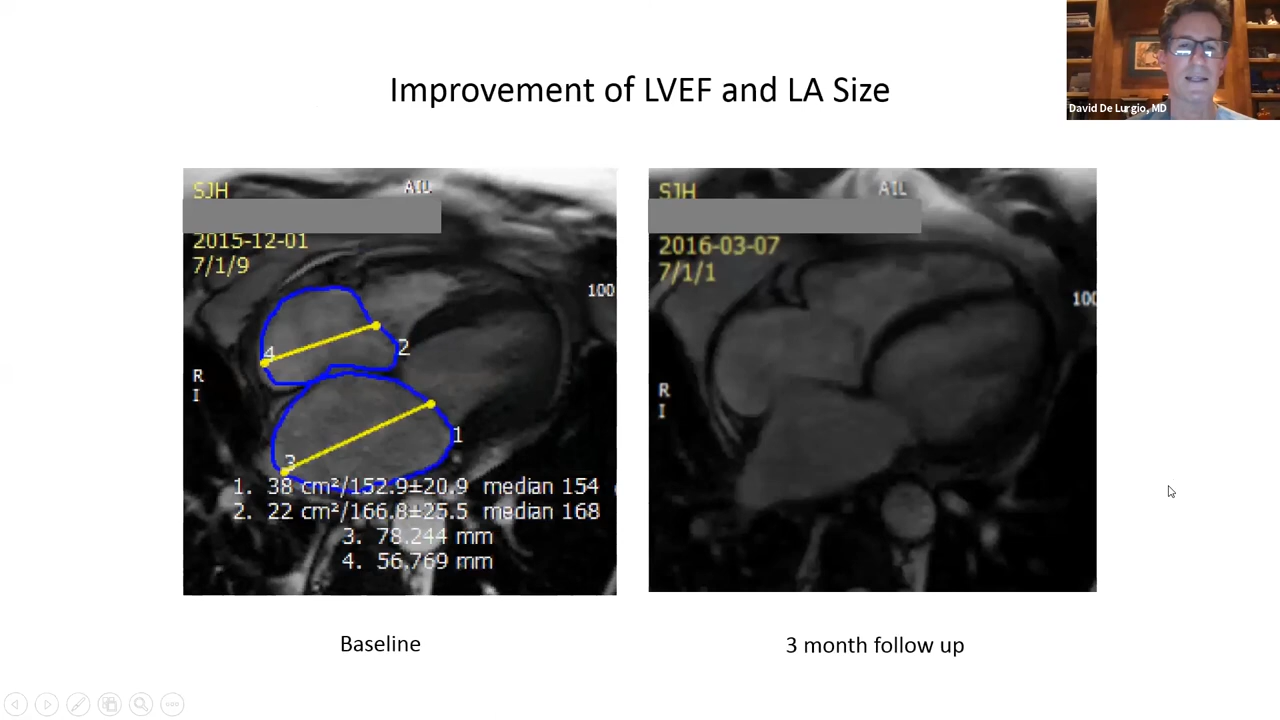 David De Lurgio, MD
Improvement of LVEF and LA Size
SJH
AIL
2015-12-01
7/1/9
100
4
2
R
I
3
1
1. 38 cm²/152.9±20.9 median 154
2. 22 cm²/166.8±25.5 median 168
3. 78.244 mm
4. 56.769 mm
SJH
AIL
2016-03-07
7/1/1
100
R
I
Baseline
3 month follow up